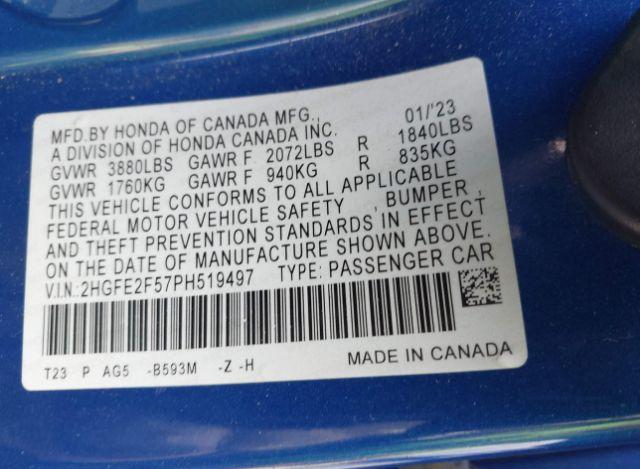 MFD.BY HONDA OF CANADA MFG., 01/'23
A DIVISION OF HONDA CANADA INC.
GVWR 3880LBS GAWR F 2072LBS R 1840LBS
GVWR 1760KG GAWR F 940KG R 835KG
THIS VEHICLE CONFORMS TO ALL APPLICABLE
FEDERAL MOTOR VEHICLE SAFETY , BUMPER ,
AND THEFT PREVENTION STANDARDS IN EFFECT
ON THE DATE OF MANUFACTURE SHOWN ABOVE.
V.I.N.:2HGFE2F57PH519497 TYPE: PASSENGER CAR
T23 P AG5 -B593M -Z -H MADE IN CANADA